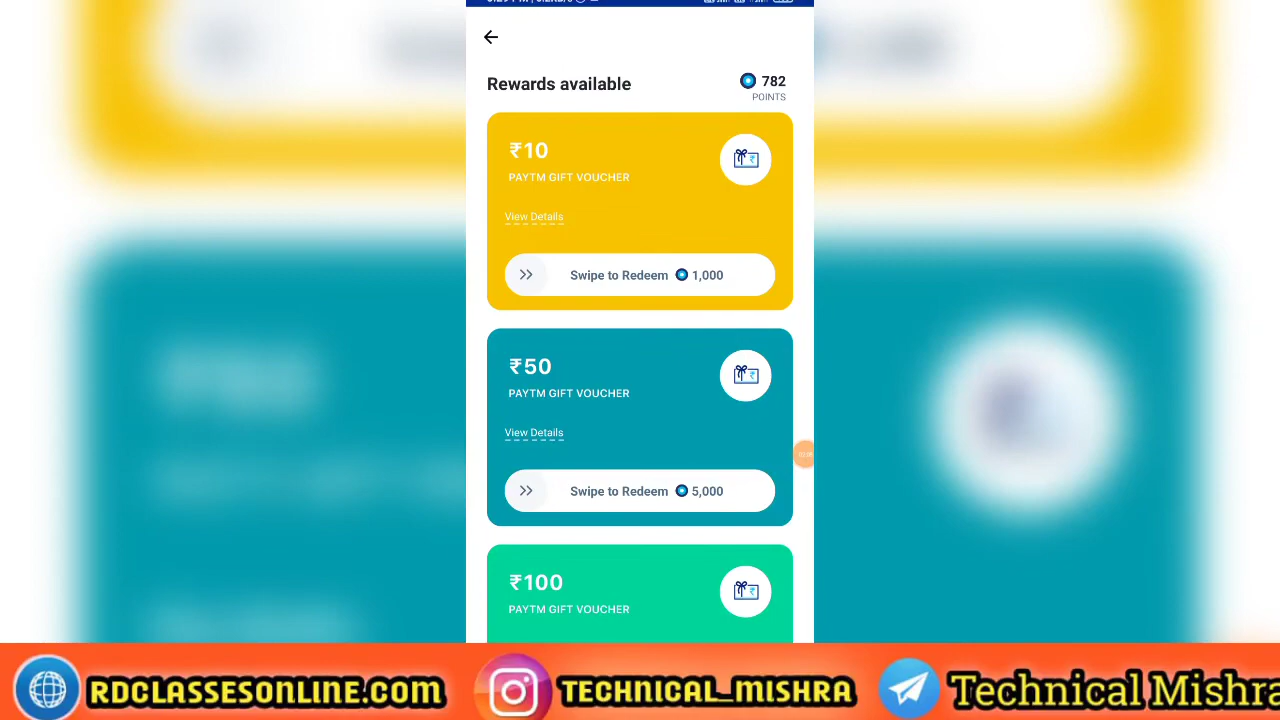 Rewards available
782
POINTS
₹10
PAYTM GIFT VOUCHER
View Details
Swipe to Redeem 1,000
₹50
PAYTM GIFT VOUCHER
View Details
Swipe to Redeem 5,000
₹100
PAYTM GIFT VOUCHER
RDCLASSESONLINE.COM
TECHNICAL_MISHRA
Technical Mishra